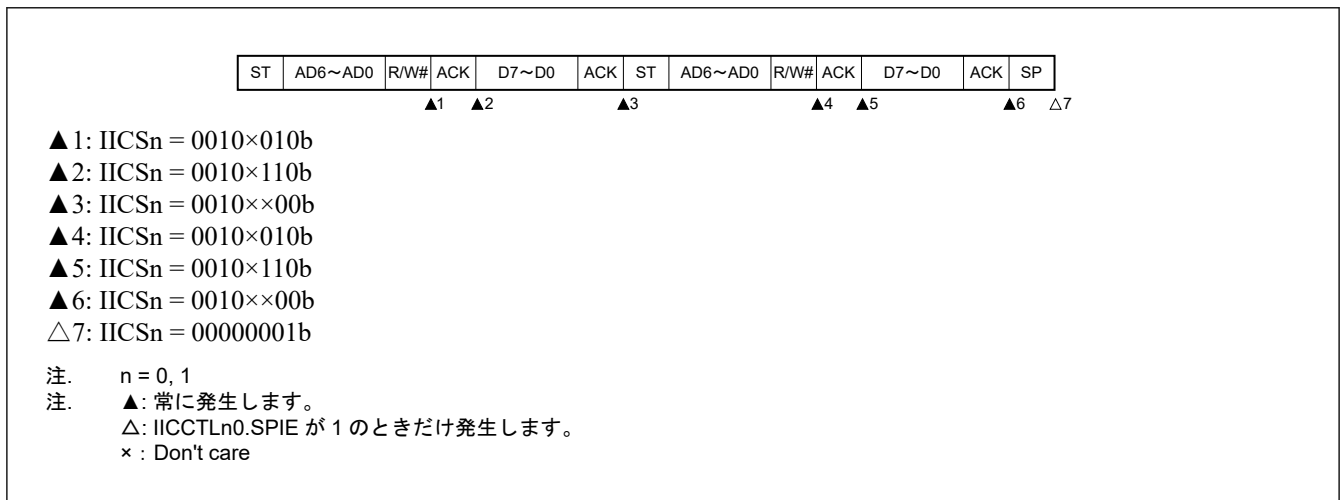 ST AD6～AD0 R/W# ACK D7～D0 ACK ST AD6～AD0 R/W# ACK D7～D0 ACK SP
▲1 ▲2 ▲3 ▲4 ▲5 ▲6 △7
▲1: IICSn = 0010×010b
▲2: IICSn = 0010×110b
▲3: IICSn = 0010××00b
▲4: IICSn = 0010×010b
▲5: IICSn = 0010×110b
▲6: IICSn = 0010××00b
△7: IICSn = 00000001b
注. n = 0, 1
注. ▲: 常に発生します。
△: IICCTLn0.SPIE が 1 のときだけ発生します。
×：Don't care